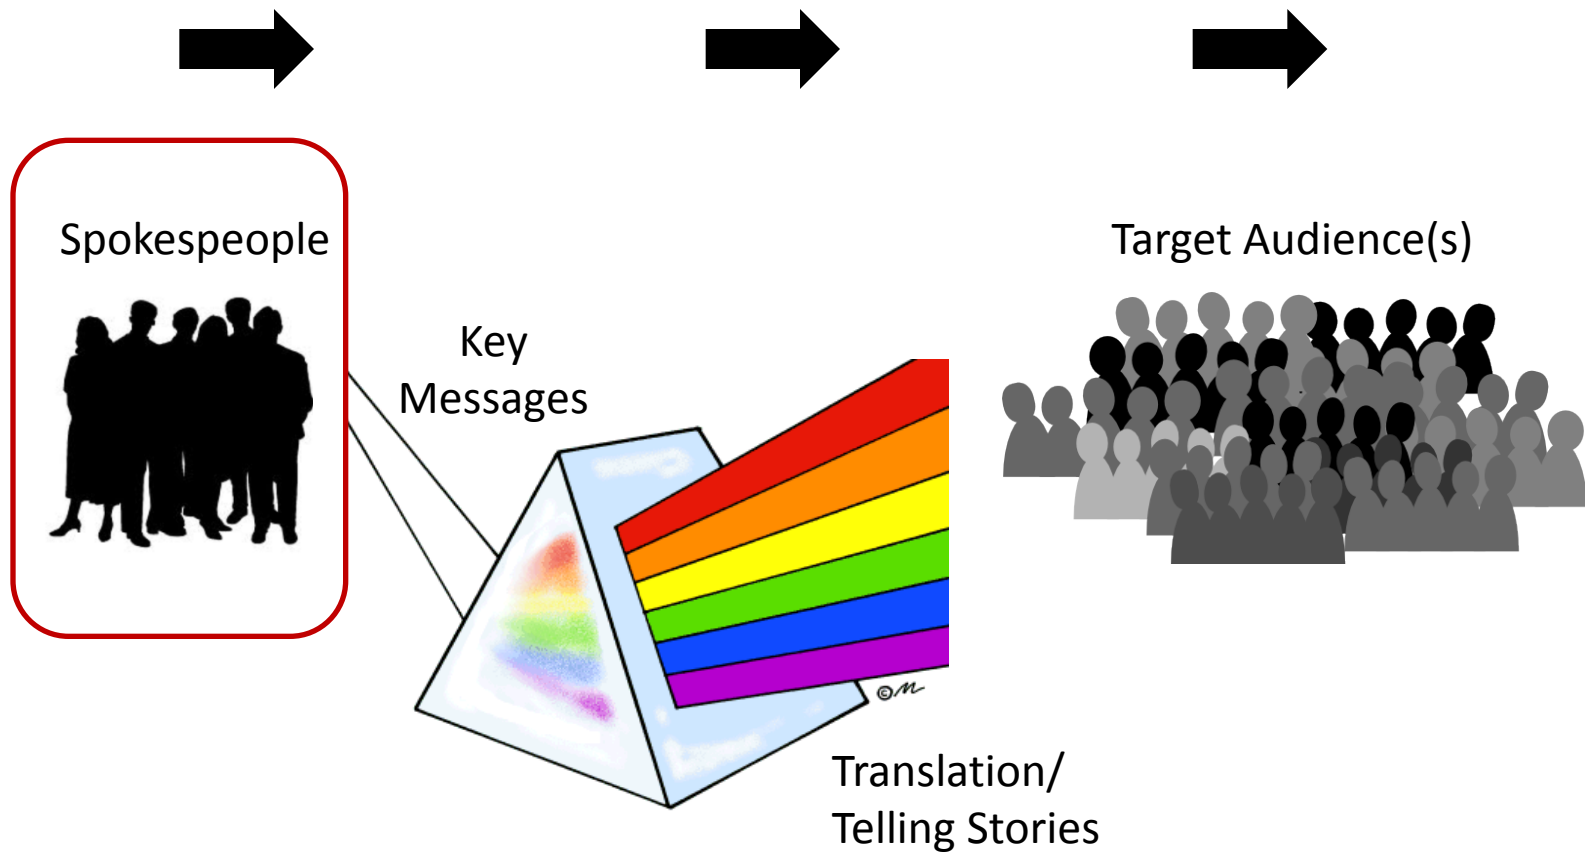 Spokespeople
Key
Messages
Target Audience(s)
©m
Translation/
Telling Stories